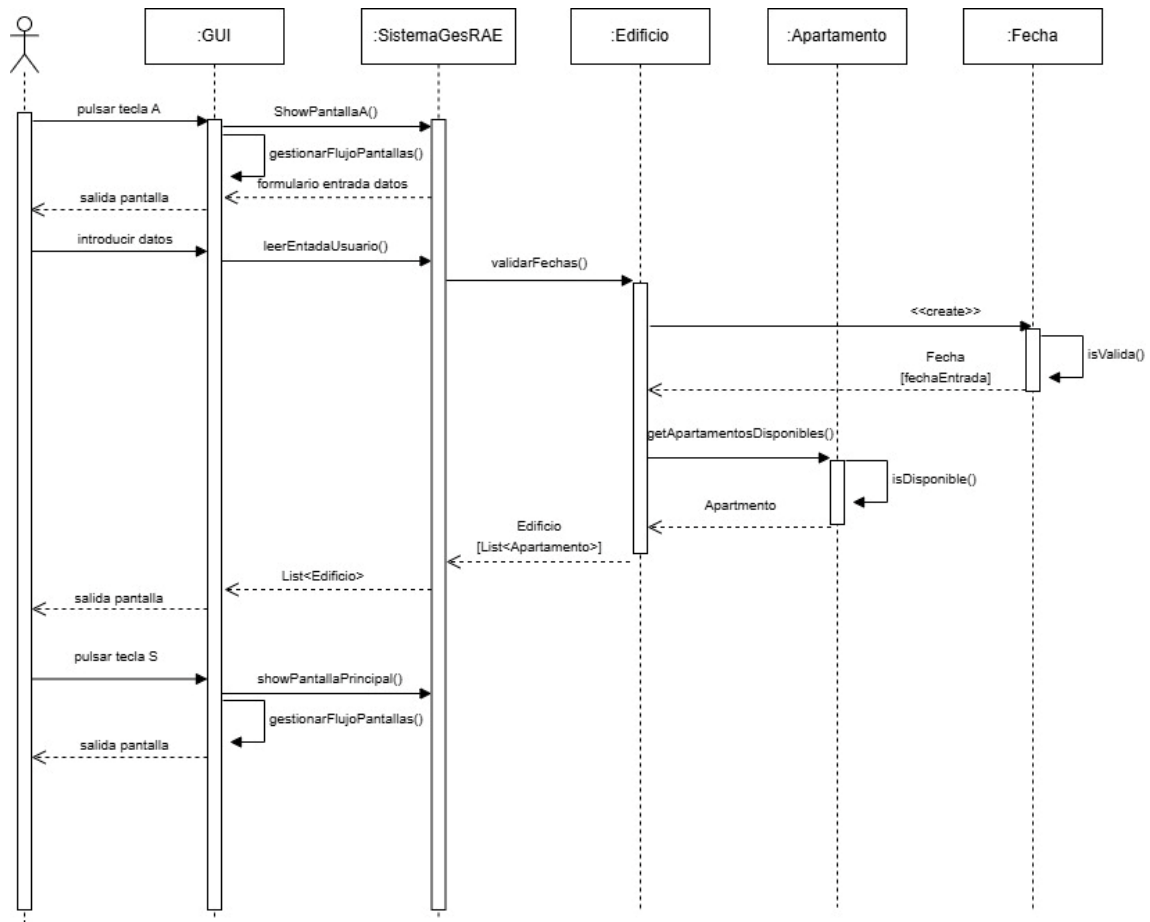 :GUI
:SistemaGesRAE
:Edificio
:Apartamento
:Fecha
pulsar tecla A
ShowPantallaA()
gestionarFlujoPantallas()
formulario entrada datos
salida pantalla
introducir datos
leerEntadaUsuario()
validarFechas()
<<create>>
isValida()
Fecha
[fechaEntrada]
getApartamentosDisponibles()
isDisponible()
Apartmento
Edificio
[List<Apartamento>]
List<Edificio>
salida pantalla
pulsar tecla S
showPantallaPrincipal()
gestionarFlujoPantallas()
salida pantalla